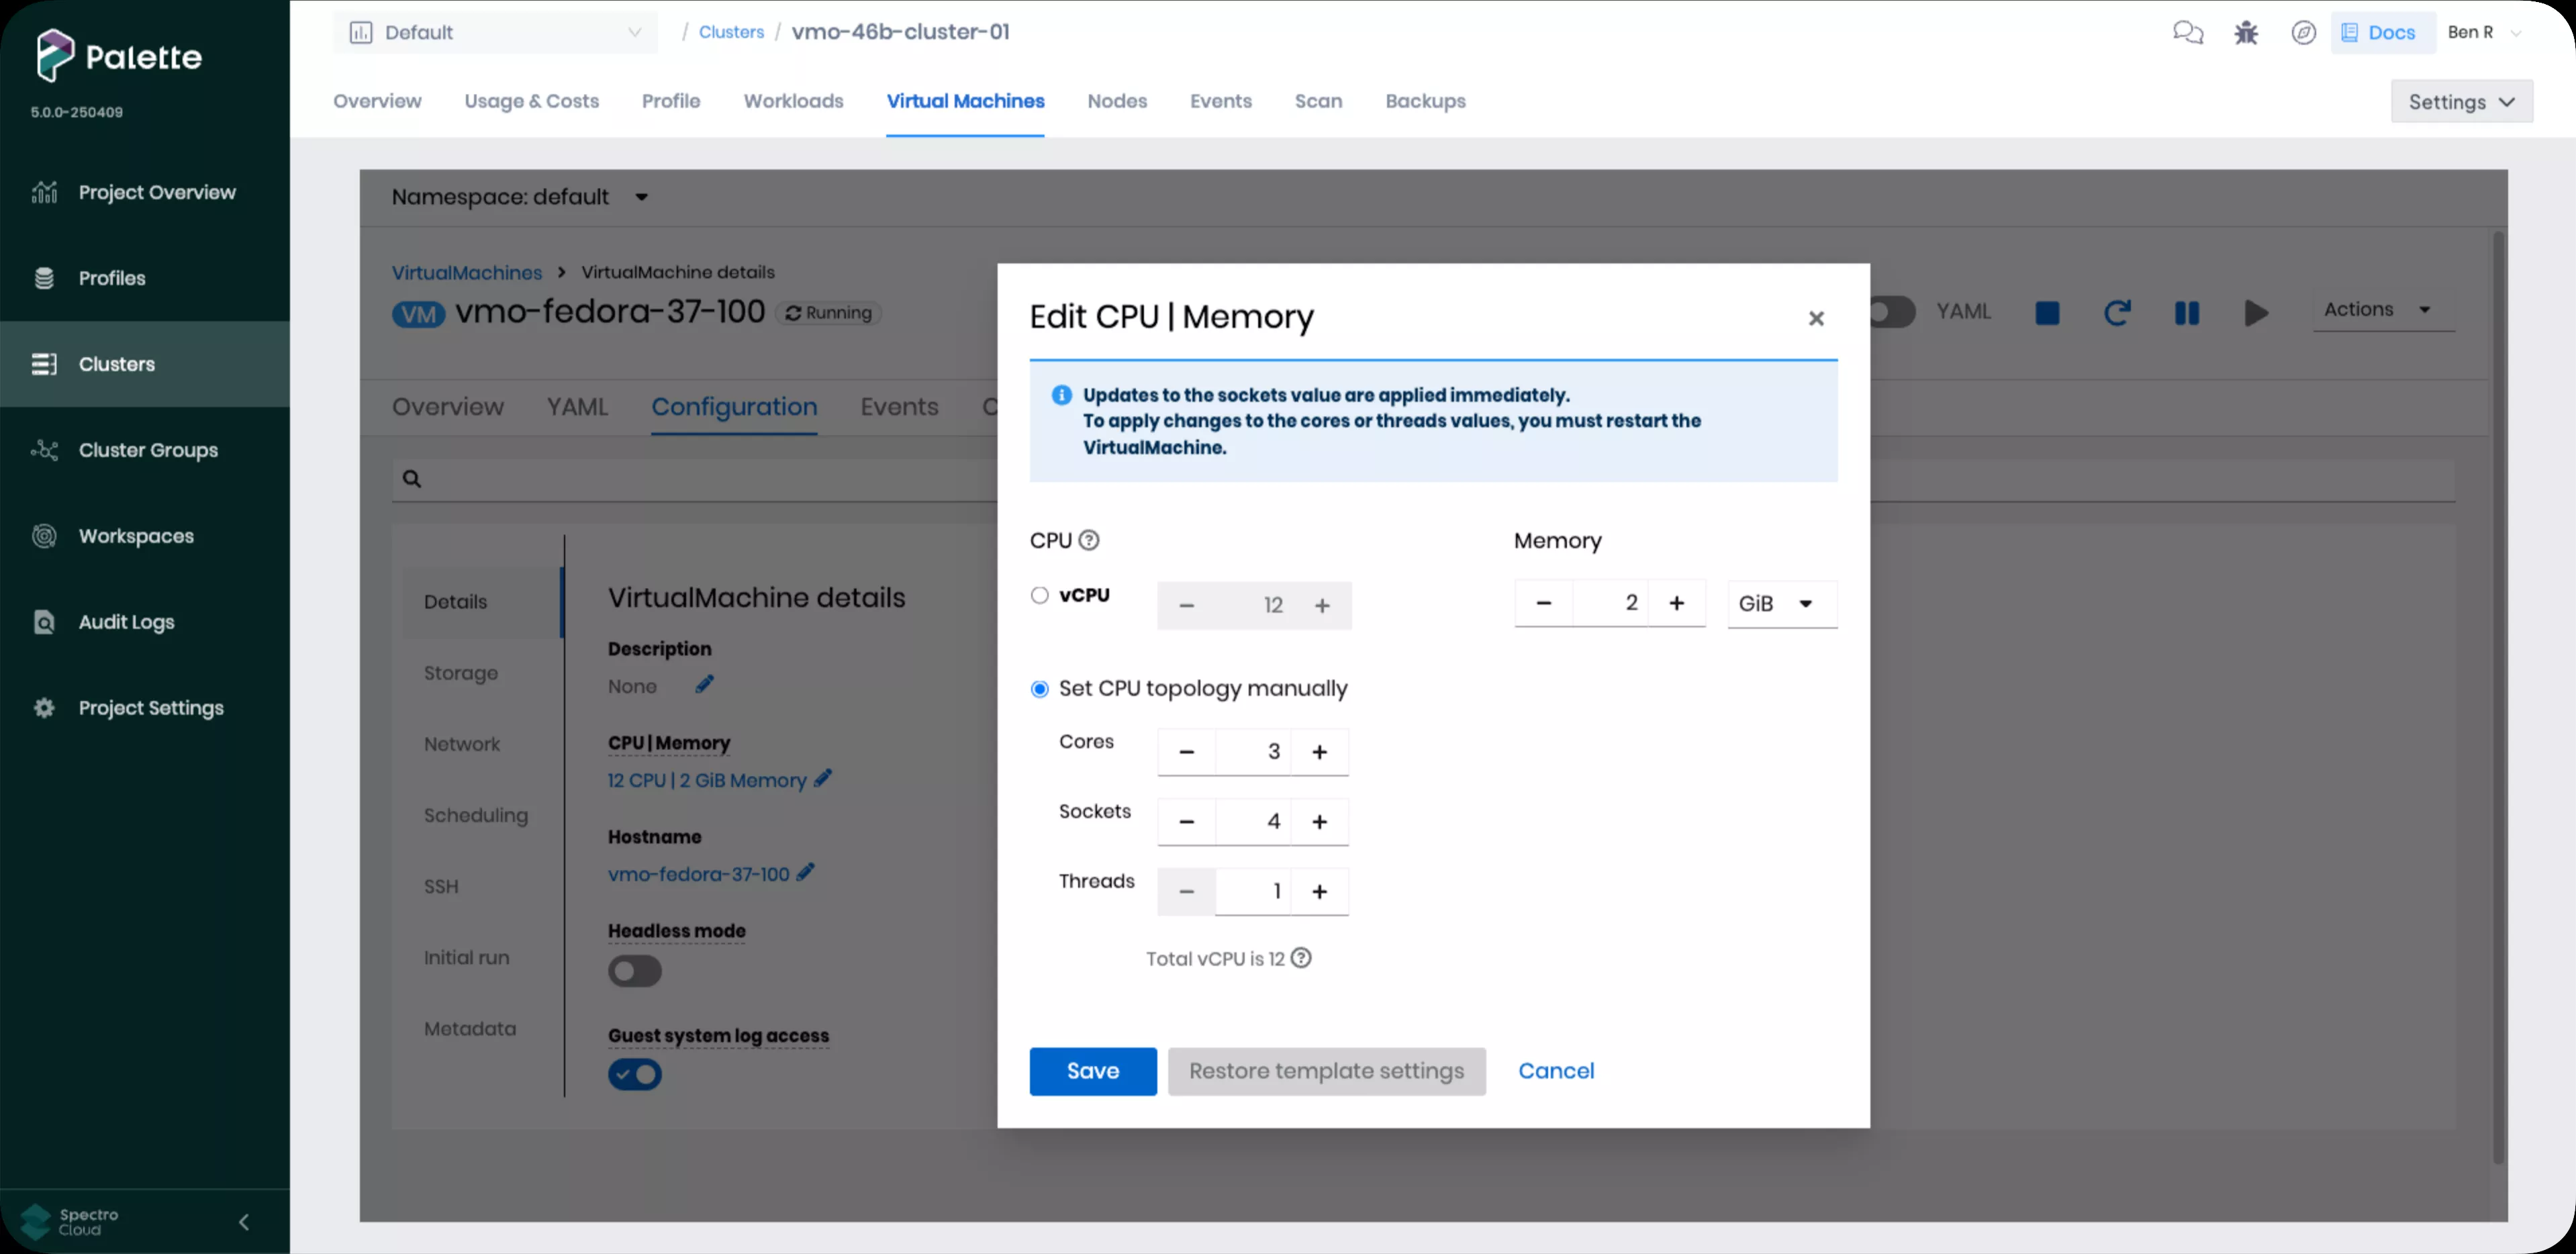 Palette
5.0.0-250409
Project Overview
Profiles
Clusters
Cluster Groups
Workspaces
Audit Logs
Project Settings
Spectro
Cloud
Default
/ Clusters / vmo-46b-cluster-01
Docs
Ben R
Overview
Usage & Costs
Profile
Workloads
Virtual Machines
Nodes
Events
Scan
Backups
Settings
Namespace: default
VirtualMachines > VirtualMachine details
VM vmo-fedora-37-100 Running
YAML
Actions
Overview
YAML
Configuration
Events
Details
Storage
Network
Scheduling
SSH
Initial run
Metadata
VirtualMachine details
Description
None
CPU | Memory
12 CPU | 2 GiB Memory
Hostname
vmo-fedora-37-100
Headless mode
Guest system log access
Edit CPU | Memory
Updates to the sockets value are applied immediately.
To apply changes to the cores or threads values, you must restart the
VirtualMachine.
CPU
Memory
vCPU
− 12 +
− 2 +
GiB
Set CPU topology manually
Cores
− 3 +
Sockets
− 4 +
Threads
− 1 +
Total vCPU is 12
Save
Restore template settings
Cancel